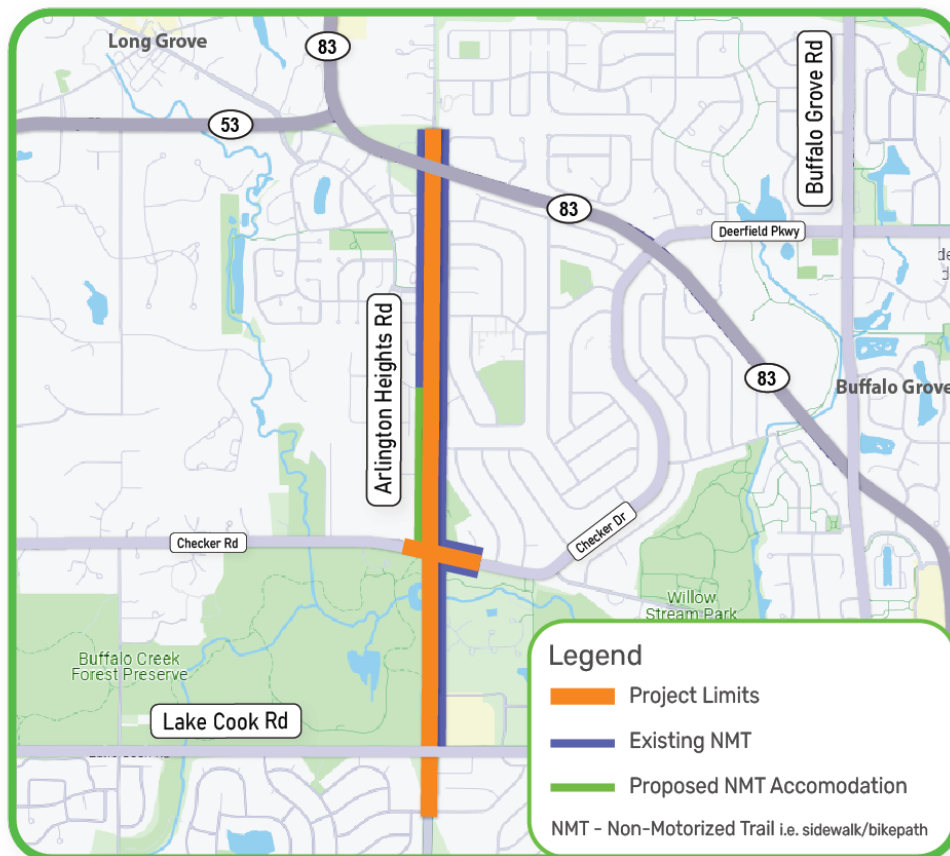 Long Grove
83
Buffalo Grove Rd
53
83
Deerfield Pkwy
Arlington Heights Rd
83
Buffalo Grove
Checker Rd
Checker Dr
Willow
Stream Park
Buffalo Creek
Forest Preserve
Lake Cook Rd
Legend
Project Limits
Existing NMT
Proposed NMT Accomodation
NMT - Non-Motorized Trail i.e. sidewalk/bikepath